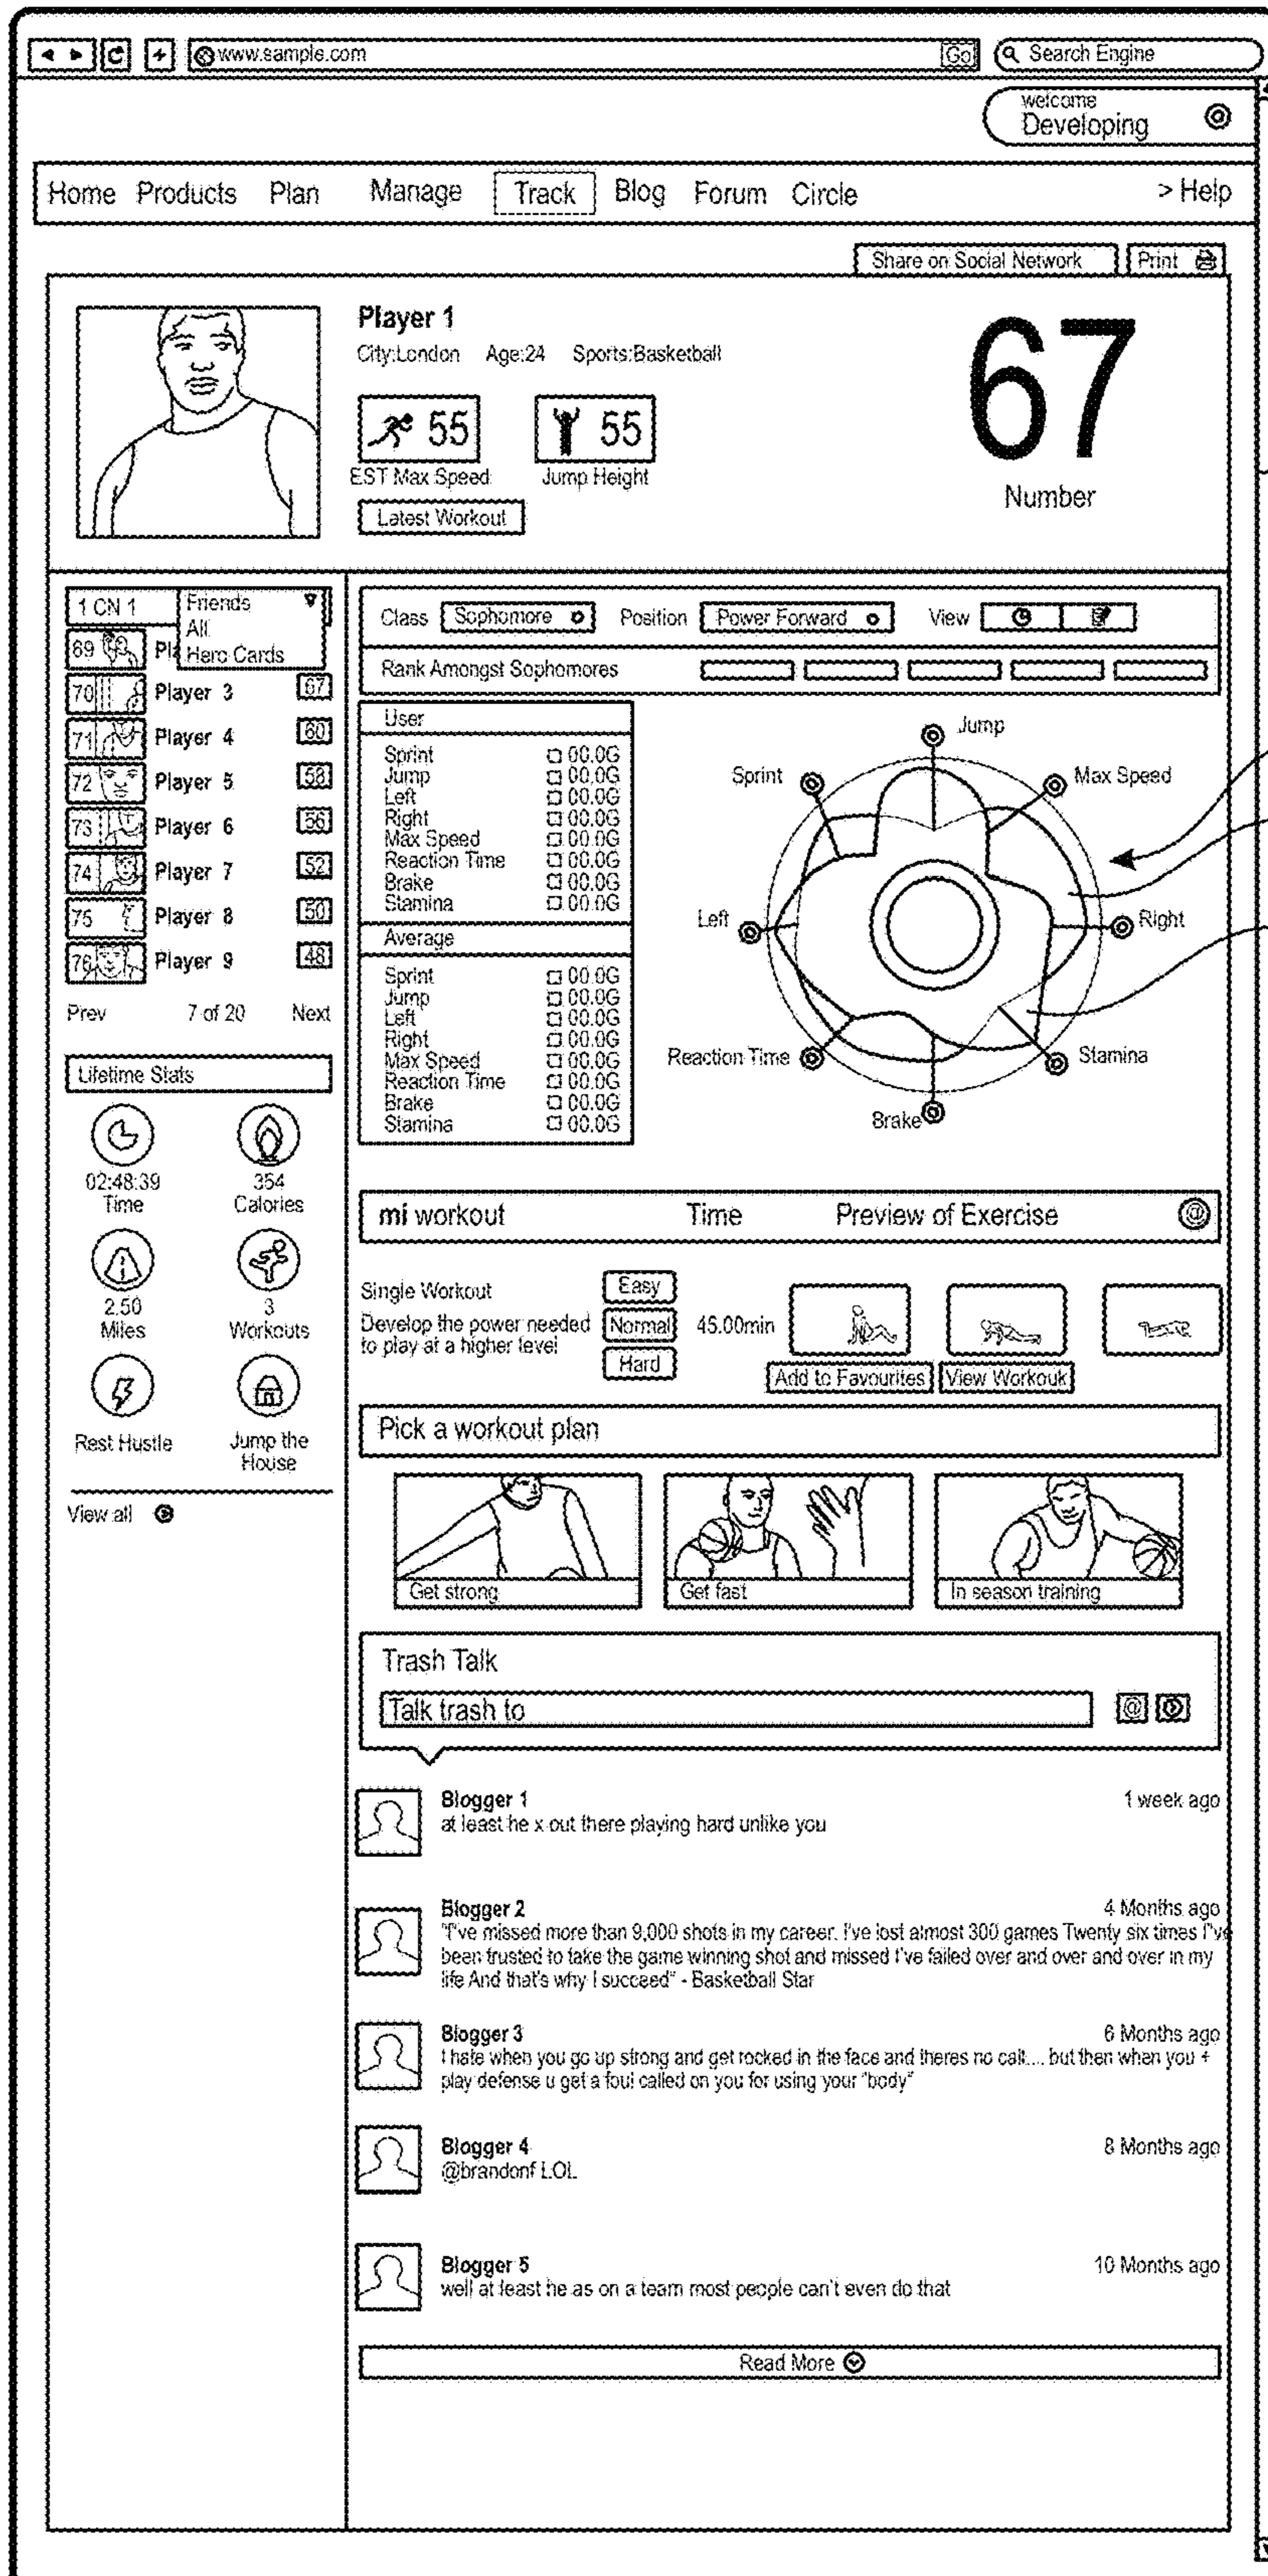 www.sample.com Go Search Engine
welcome
Developing
Home Products Plan Manage Track Blog Forum Circle > Help
Share on Social Network Print
Player 1
City:London Age:24 Sports:Basketball
55 55
EST Max Speed Jump Height
Latest Workout
67
Number
1 CN 1 Friends
All
Hero Cards
69 Pla
70 Player 3 67
71 Player 4 60
72 Player 5 58
73 Player 6 56
74 Player 7 52
75 Player 8 50
76 Player 9 48
Prev 7 of 20 Next
Lifetime Stats
02:48:39 354
Time Calories
2.50 3
Miles Workouts
Rest Hustle Jump the
House
View all
Class Sophomore Position Power Forward View
Rank Amongst Sophomores
User
Sprint 00.0G
Jump 00.0G
Left 00.0G
Right 00.0G
Max Speed 00.0G
Reaction Time 00.0G
Brake 00.0G
Stamina 00.0G
Average
Sprint 00.0G
Jump 00.0G
Left 00.0G
Right 00.0G
Max Speed 00.0G
Reaction Time 00.0G
Brake 00.0G
Stamina 00.0G
Jump
Sprint Max Speed
Left Right
Reaction Time Stamina
Brake
mi workout Time Preview of Exercise @
Single Workout
Develop the power needed
to play at a higher level
Easy
Normal 45.00min
Hard
Add to Favourites View Workouk
Pick a workout plan
Get strong Get fast In season training
Trash Talk
Talk trash to @
Blogger 1 1 week ago
at least he x out there playing hard unlike you
Blogger 2 4 Months ago
"I've missed more than 9,000 shots in my career. I've lost almost 300 games Twenty six times I've
been trusted to take the game winning shot and missed I've failed over and over and over in my
life And that's why I succeed" - Basketball Star
Blogger 3 6 Months ago
I hate when you go up strong and get rocked in the face and theres no call.... but then when you +
play defense u get a foul called on you for using your "body"
Blogger 4 8 Months ago
@brandonf LOL
Blogger 5 10 Months ago
well at least he as on a team most people can't even do that
Read More